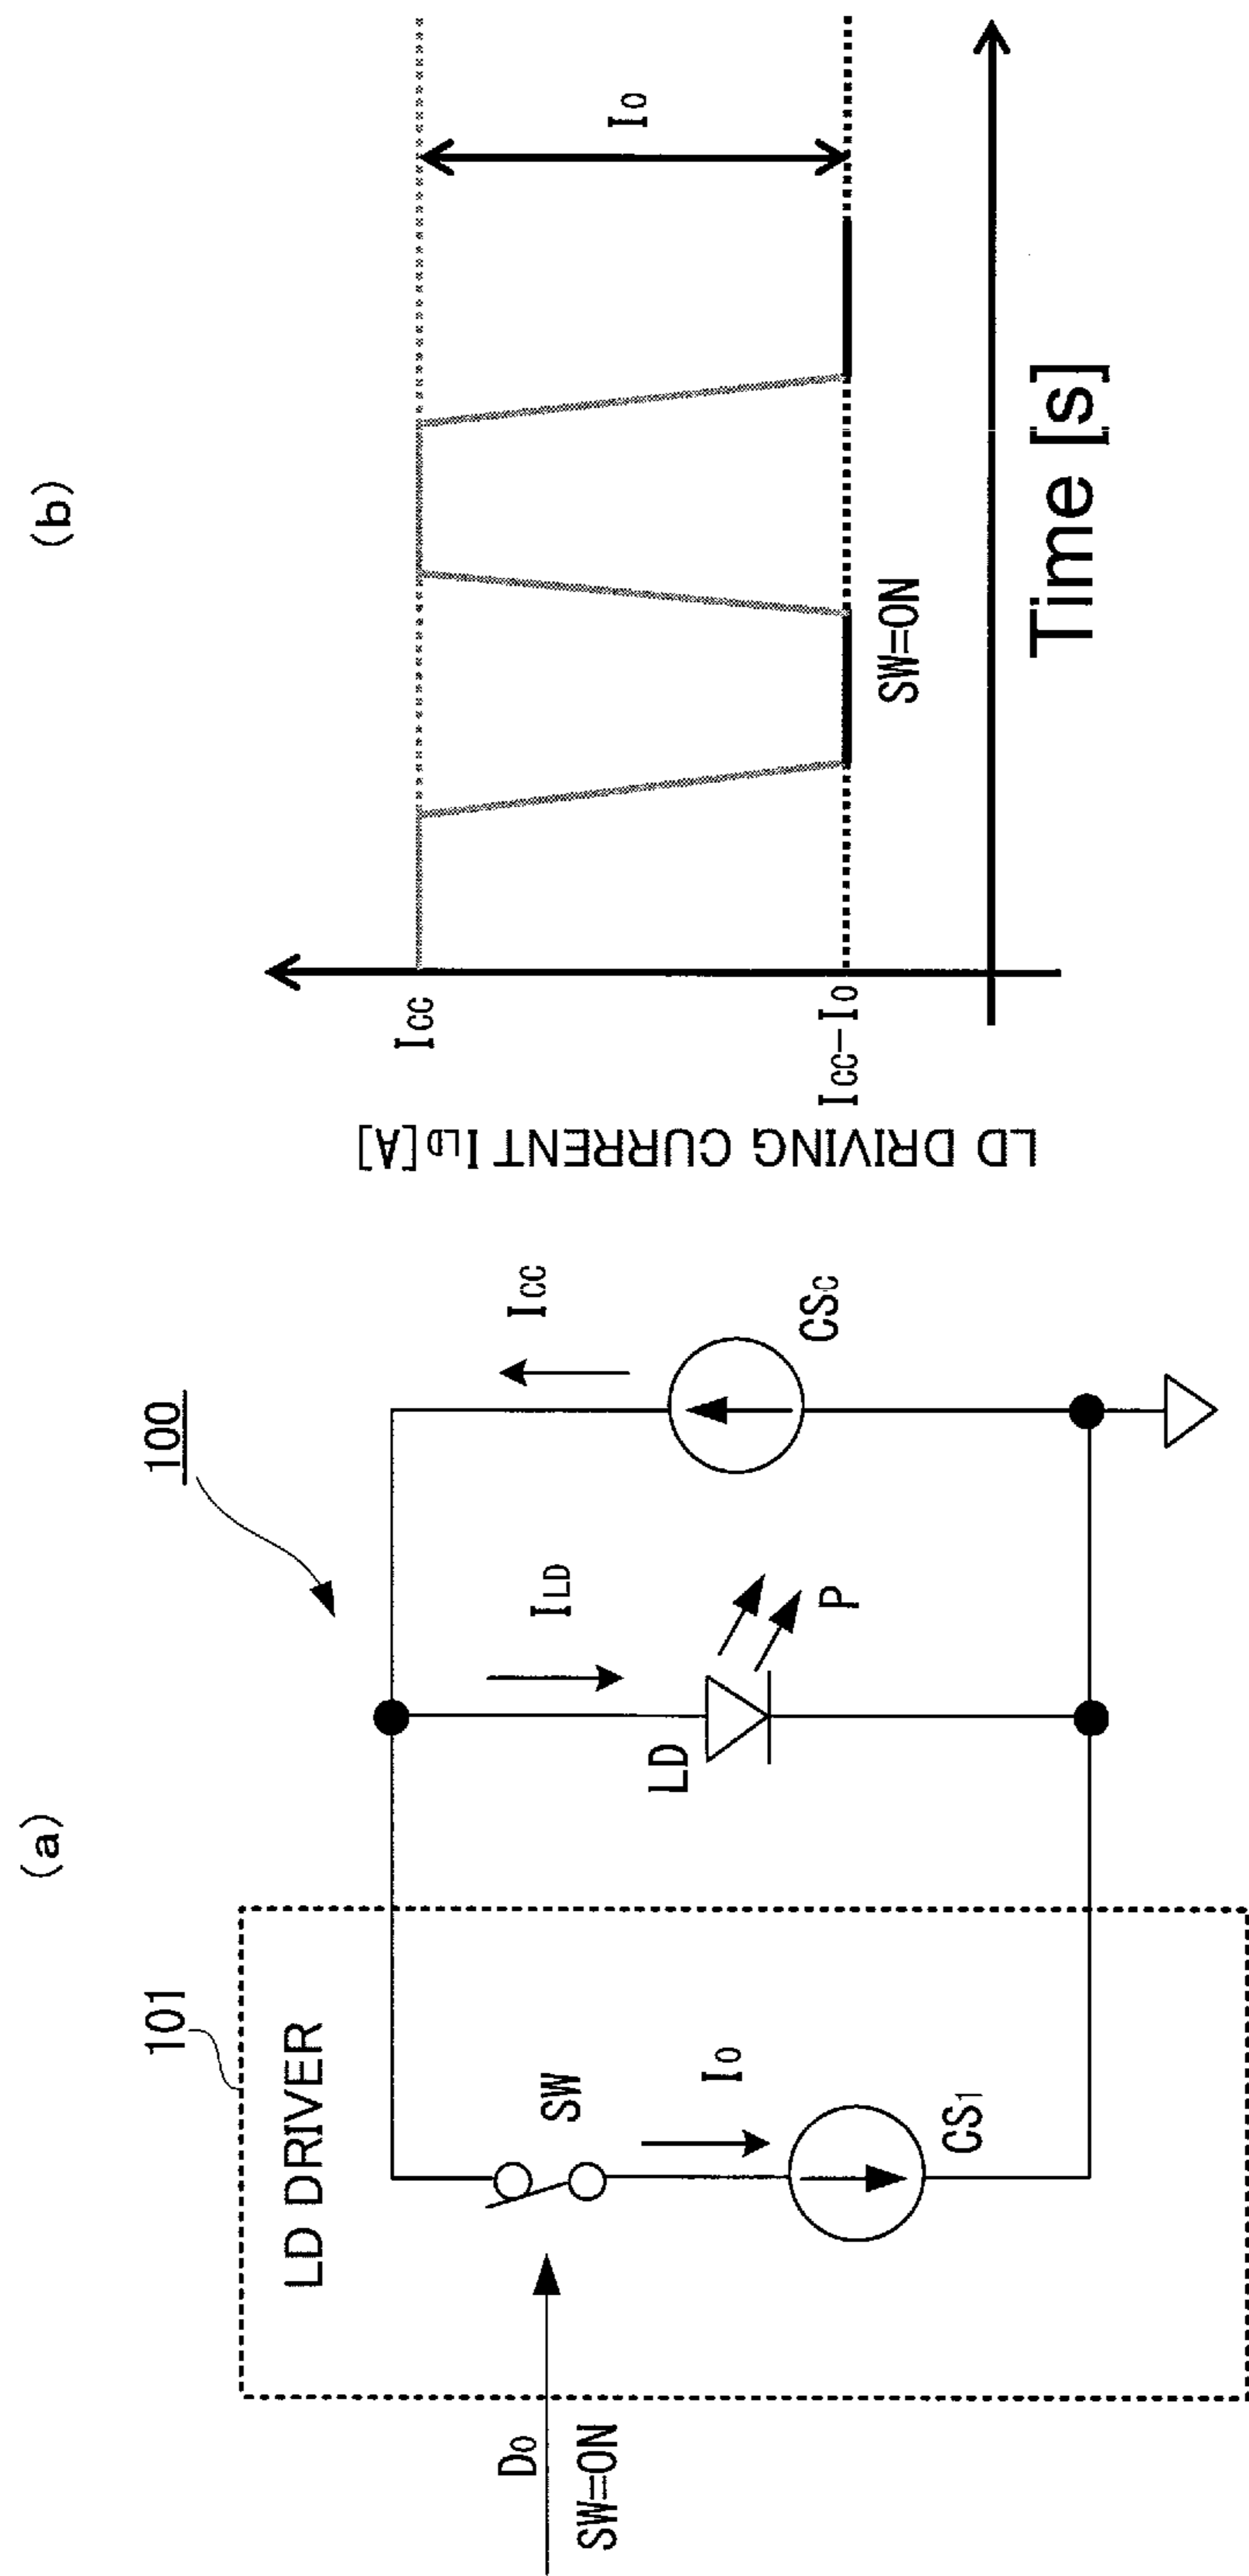 (a)
100
101
LD DRIVER
D0
SW=ON
SW
I0
CS1
ILD
LD
P
ICC
CSC
(b)
LD DRIVING CURRENT ILD[A]
ICC
ICC-I0
I0
SW=ON
Time [s]